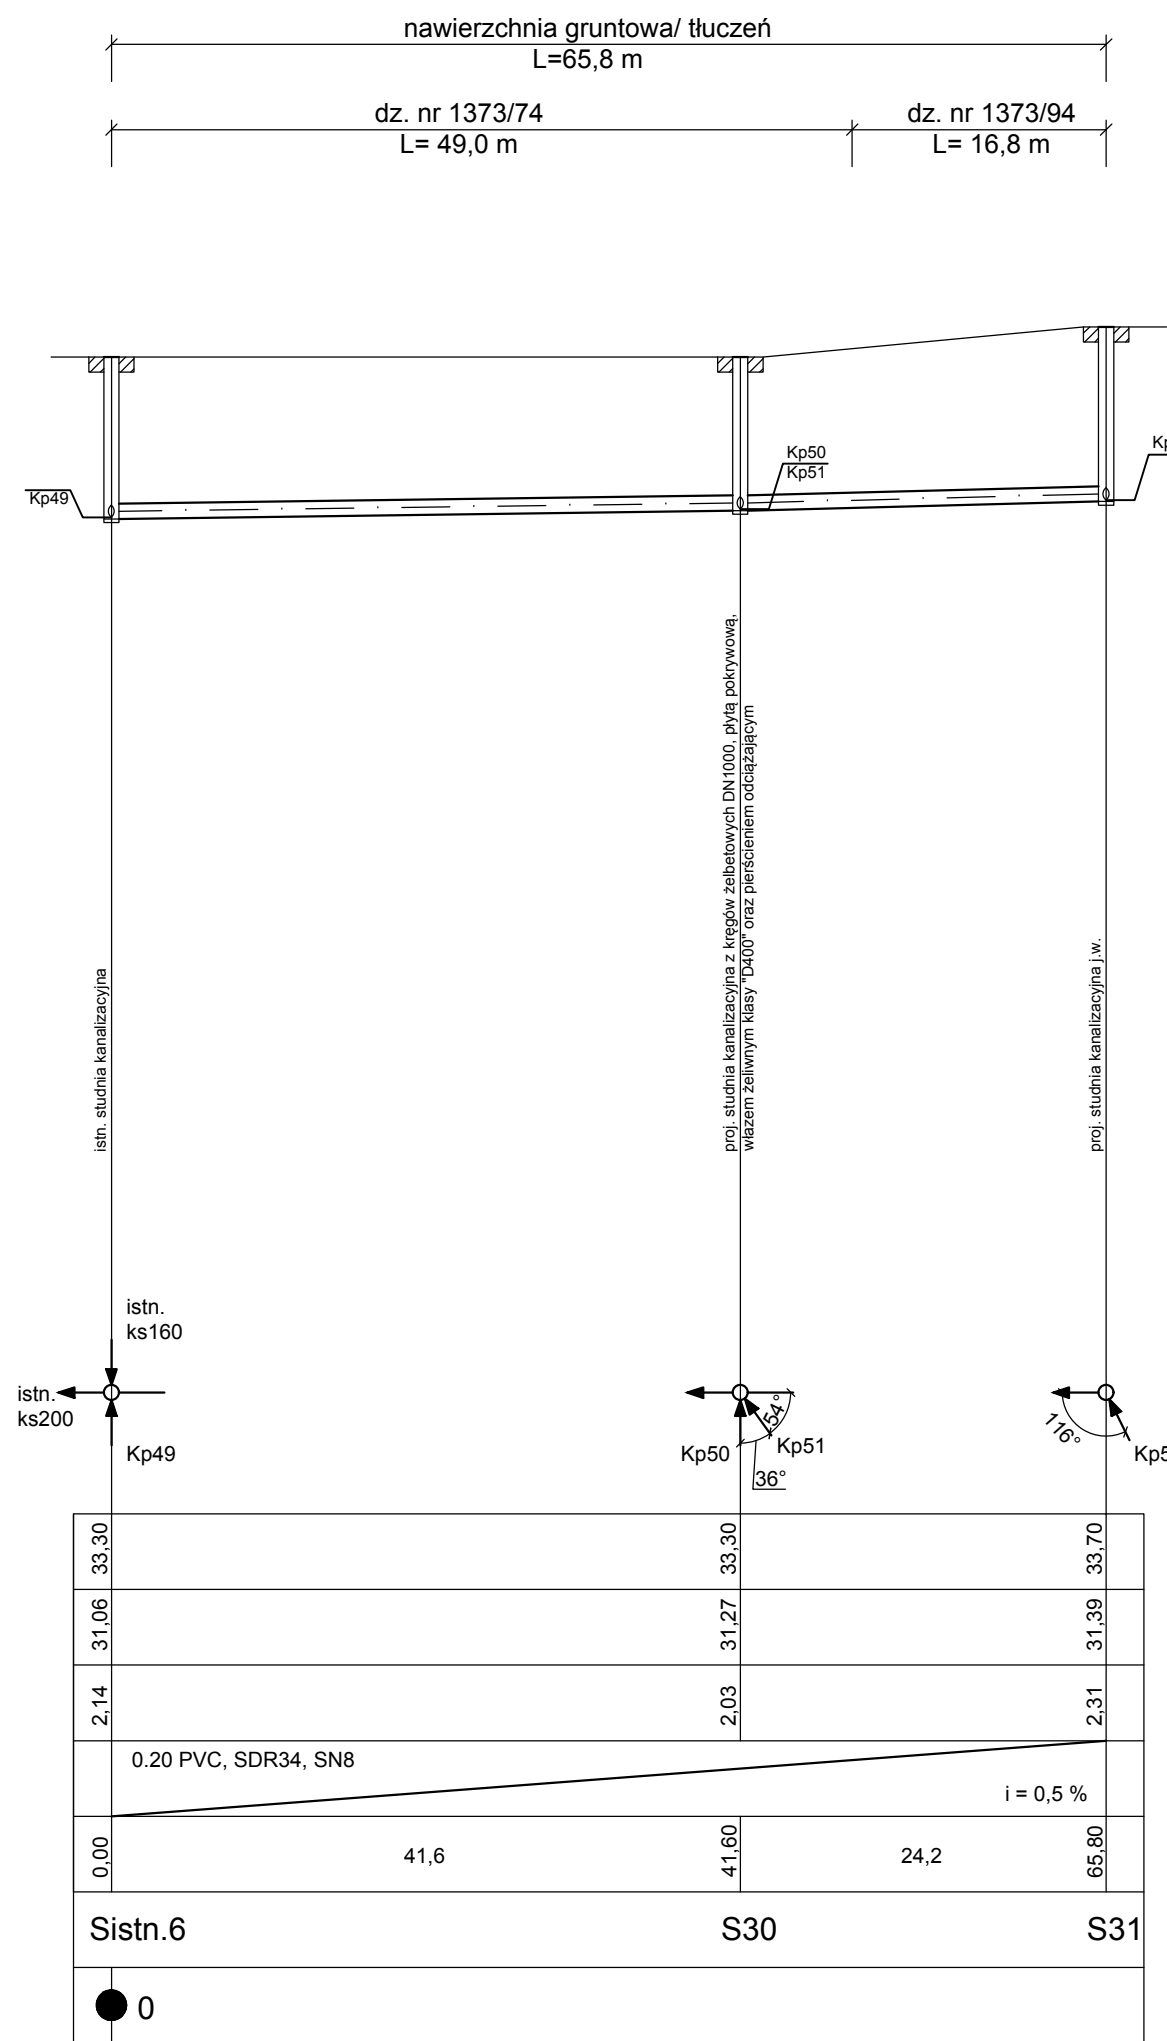 nawierzchnia gruntowa/ tłuczeń
L=65,8 m
dz. nr 1373/74
L= 49,0 m
dz. nr 1373/94
L= 16,8 m
Kp49
Kp50
Kp51
Kp
istn. studnia kanalizacyjna
proj. studnia kanalizacyjna z kręgów żelbetowych DN1000, płytą pokrywową,
włazem żeliwnym klasy "D400" oraz pierścieniem odciążającym
proj. studnia kanalizacyjna j.w.
istn.
ks160
istn.
ks200
Kp49
Kp50
54°
Kp51
36°
116°
Kp5
33,30
33,30
33,70
31,06
31,27
31,39
2,14
2,03
2,31
0.20 PVC, SDR34, SN8
i = 0,5 %
0,00
41,6
41,60
24,2
65,80
Sistn.6
S30
S31
0